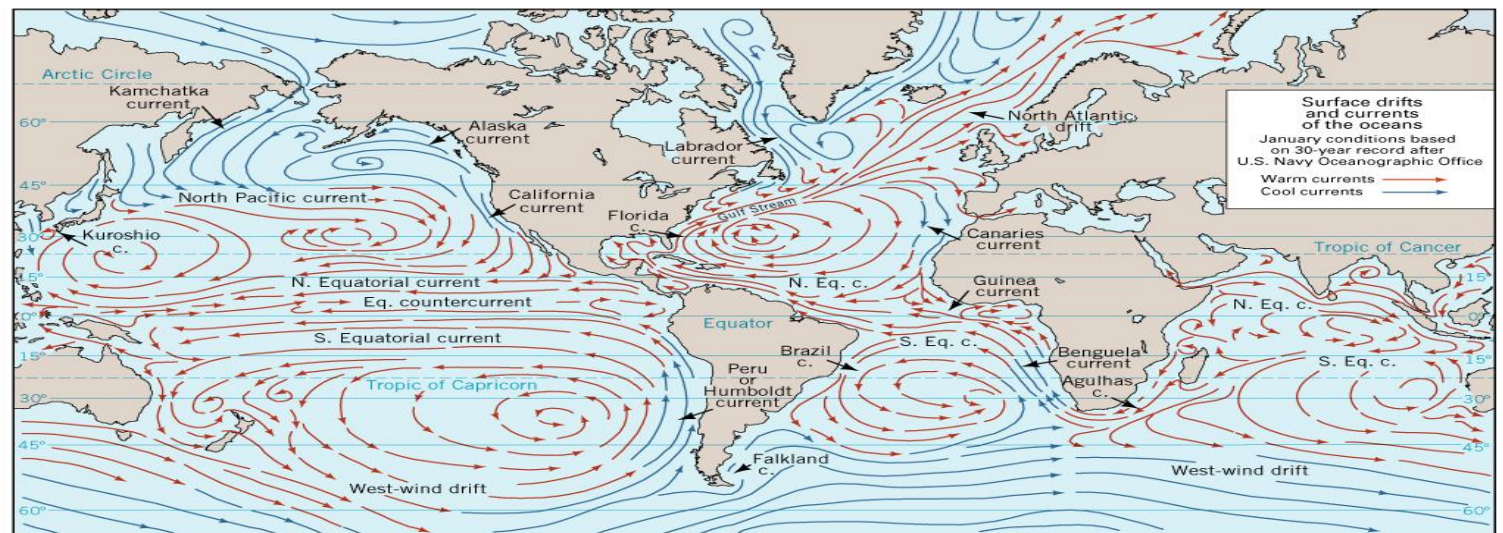 Arctic Circle
Kamchatka
current
60°
Alaska
current
Labrador
current
North Atlantic
drift
Surface drifts
and currents
of the oceans
January conditions based
on 30-year record after
U.S. Navy Oceanographic Office
Warm currents
Cool currents
45°
North Pacific current
California
current
Florida
c.
Gulf Stream
Canaries
current
30°
Kuroshio
c.
Tropic of Cancer
15°
N. Equatorial current
N. Eq. c.
Guinea
current
15°
N. Eq. c.
Eq. countercurrent
0°
Equator
0°
S. Equatorial current
S. Eq. c.
15°
Brazil
c.
Benguela
current
15°
S. Eq. c.
Tropic of Capricorn
Peru
or
Humboldt
current
Agulhas
c.
30°
30°
45°
45°
Falkland
c.
West-wind drift
West-wind drift
60°
60°